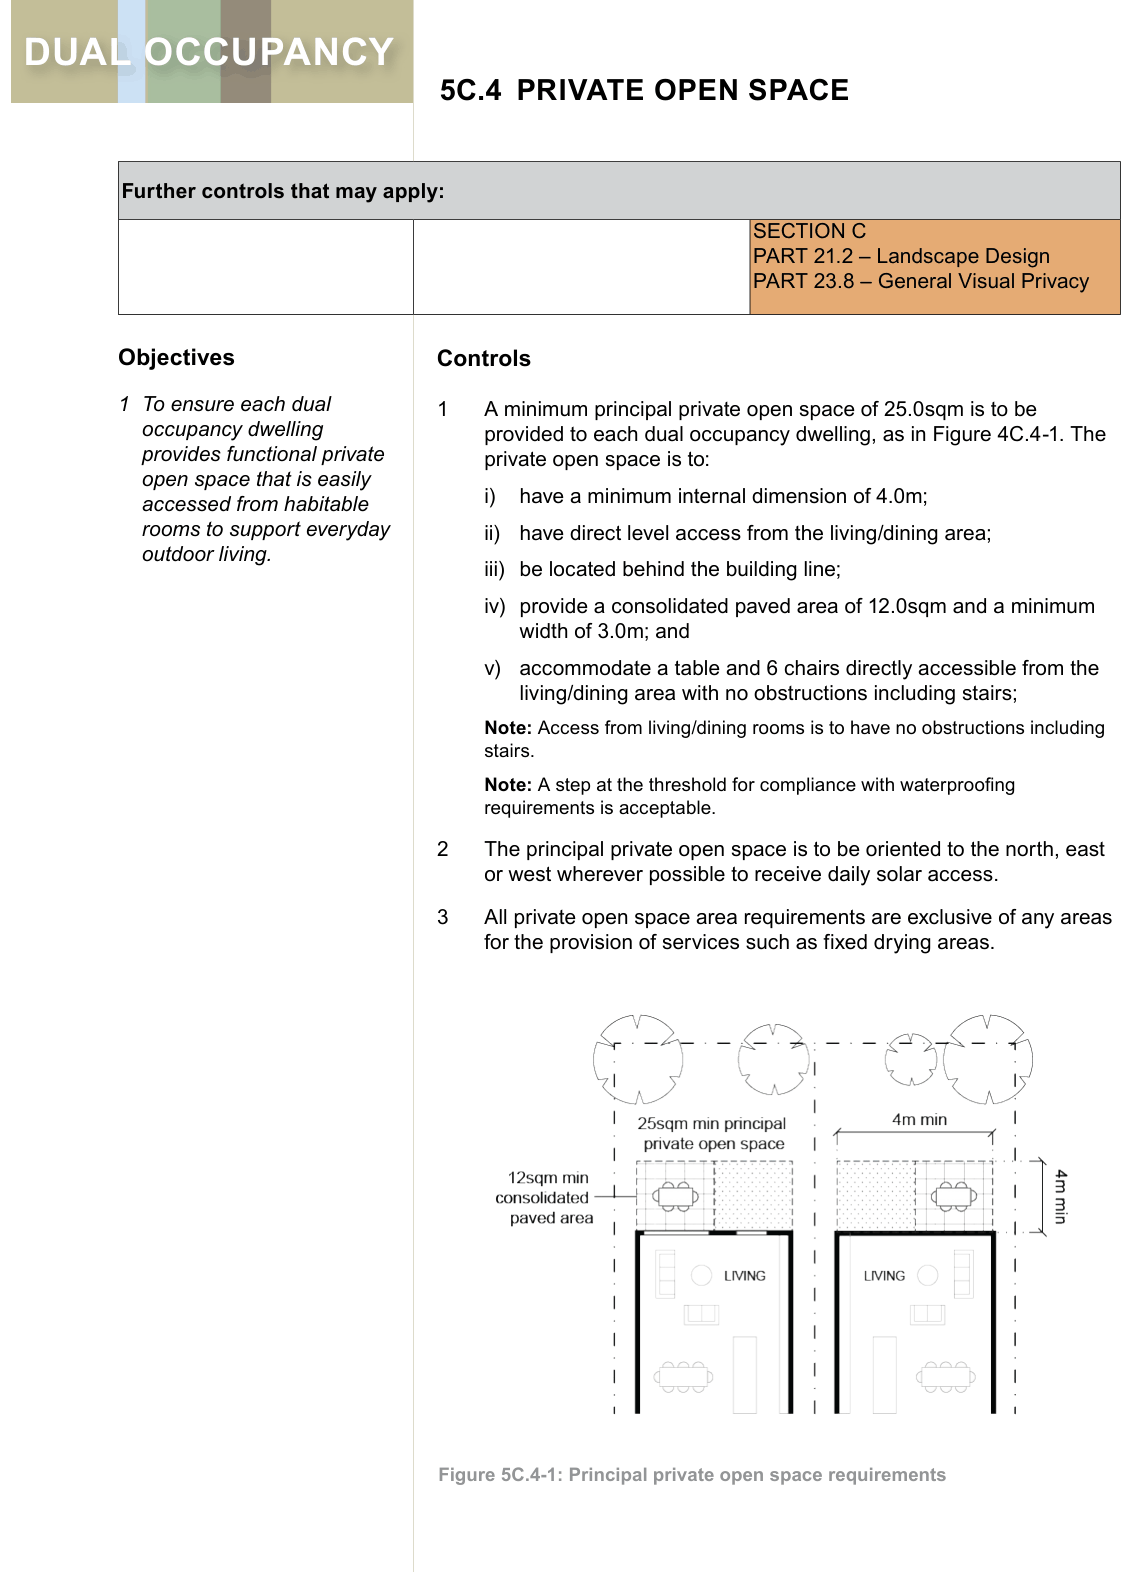 DUAL OCCUPANCY
5C.4 PRIVATE OPEN SPACE
Further controls that may apply:
SECTION C
PART 21.2 – Landscape Design
PART 23.8 – General Visual Privacy
Objectives
1 To ensure each dual
occupancy dwelling
provides functional private
open space that is easily
accessed from habitable
rooms to support everyday
outdoor living.
Controls
1 A minimum principal private open space of 25.0sqm is to be
provided to each dual occupancy dwelling, as in Figure 4C.4-1. The
private open space is to:
i) have a minimum internal dimension of 4.0m;
ii) have direct level access from the living/dining area;
iii) be located behind the building line;
iv) provide a consolidated paved area of 12.0sqm and a minimum
width of 3.0m; and
v) accommodate a table and 6 chairs directly accessible from the
living/dining area with no obstructions including stairs;
Note: Access from living/dining rooms is to have no obstructions including
stairs.
Note: A step at the threshold for compliance with waterproofing
requirements is acceptable.
2 The principal private open space is to be oriented to the north, east
or west wherever possible to receive daily solar access.
3 All private open space area requirements are exclusive of any areas
for the provision of services such as fixed drying areas.
25sqm min principal
private open space
4m min
12sqm min
consolidated
paved area
4m min
LIVING
LIVING
Figure 5C.4-1: Principal private open space requirements